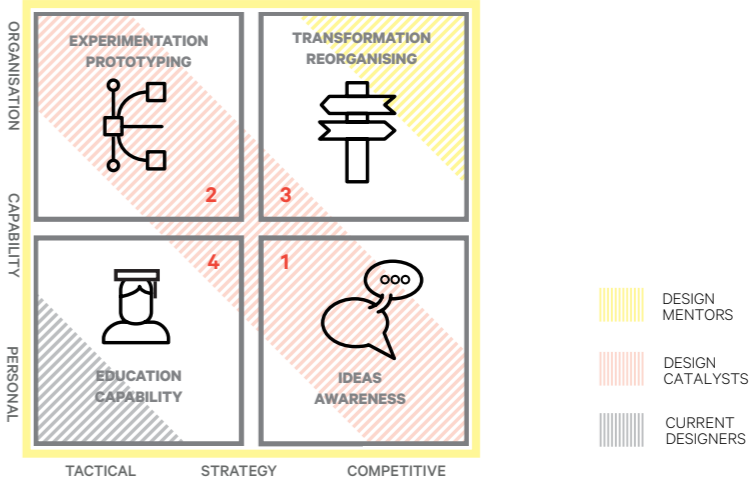 ORGANISATION
CAPABILITY
PERSONAL
EXPERIMENTATION
PROTOTYPING
2
TRANSFORMATION
REORGANISING
3
4
EDUCATION
CAPABILITY
1
IDEAS
AWARENESS
TACTICAL
STRATEGY
COMPETITIVE
DESIGN
MENTORS
DESIGN
CATALYSTS
CURRENT
DESIGNERS